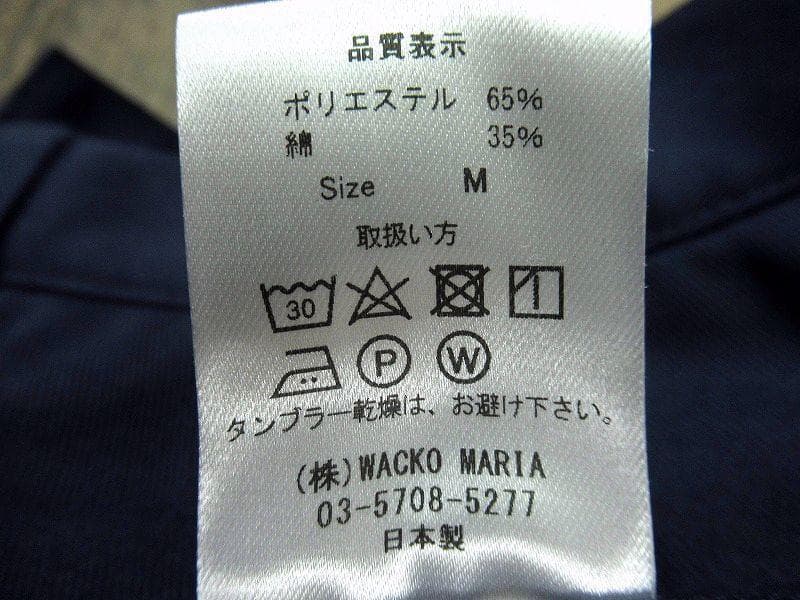 品質表示
ポリエステル 65%
綿 35%
Size M
取扱い方
30
P W
タンブラー乾燥は、お避け下さい。
(株)WACKO MARIA
03-5708-5277
日本製